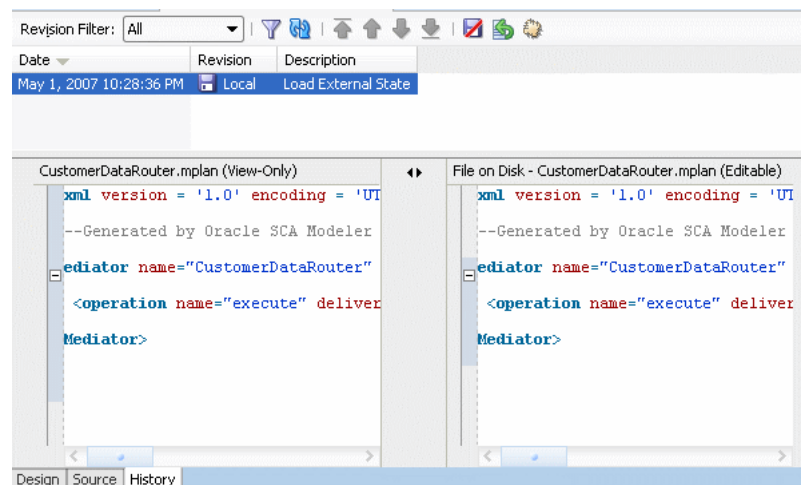 Revision Filter: All
Date Revision Description
May 1, 2007 10:28:36 PM Local Load External State
CustomerDataRouter.mplan (View-Only)
xml version = '1.0' encoding = 'UT
--Generated by Oracle SCA Modeler
ediator name="CustomerDataRouter"
<operation name="execute" deliver
Mediator>
File on Disk - CustomerDataRouter.mplan (Editable)
xml version = '1.0' encoding = 'UT
--Generated by Oracle SCA Modeler
ediator name="CustomerDataRouter"
<operation name="execute" deliver
Mediator>
Design Source History